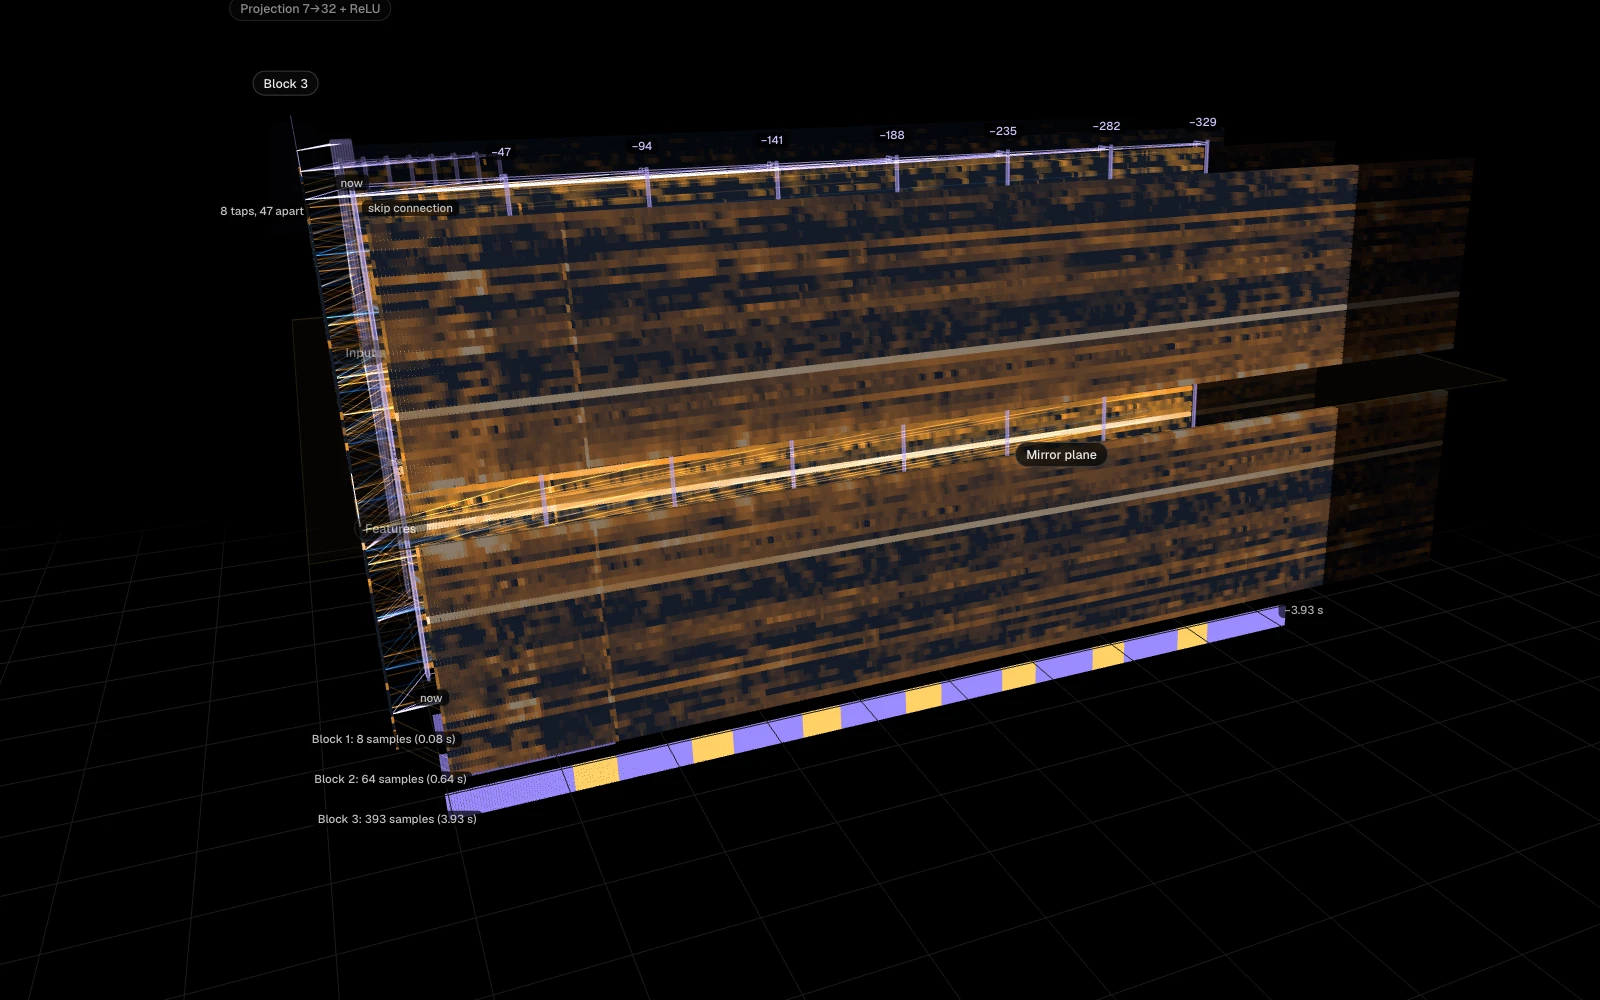 Projection 7→32 + ReLU
Block 3
−47
−94
−141
−188
−235
−282
−329
now
8 taps, 47 apart
skip connection
Input
Mirror plane
Features
−3.93 s
now
Block 1: 8 samples (0.08 s)
Block 2: 64 samples (0.64 s)
Block 3: 393 samples (3.93 s)